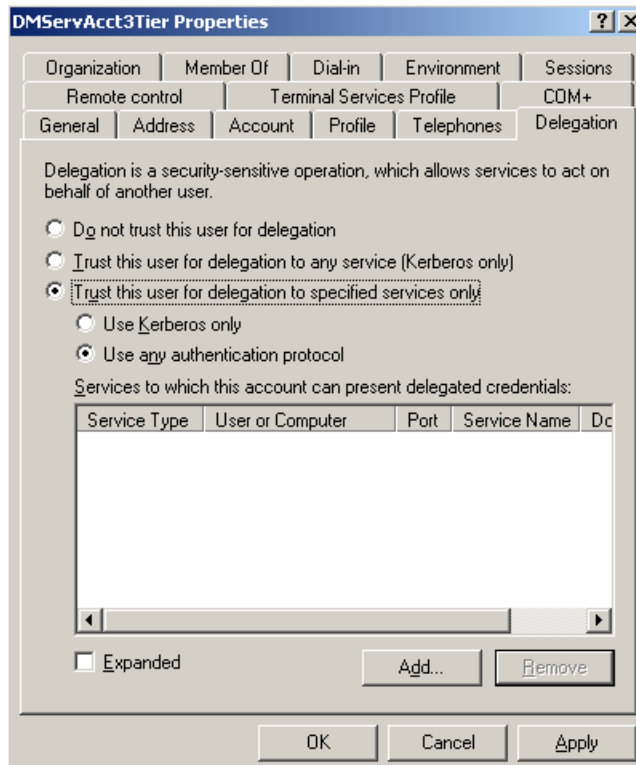 DMServAcct3Tier Properties
Organization Member Of Dial-in Environment Sessions
Remote control Terminal Services Profile COM+
General Address Account Profile Telephones Delegation
Delegation is a security-sensitive operation, which allows services to act on
behalf of another user.
Do not trust this user for delegation
Trust this user for delegation to any service (Kerberos only)
Trust this user for delegation to specified services only
Use Kerberos only
Use any authentication protocol
Services to which this account can present delegated credentials:
Service Type User or Computer Port Service Name Do
Expanded Add... Remove
OK Cancel Apply